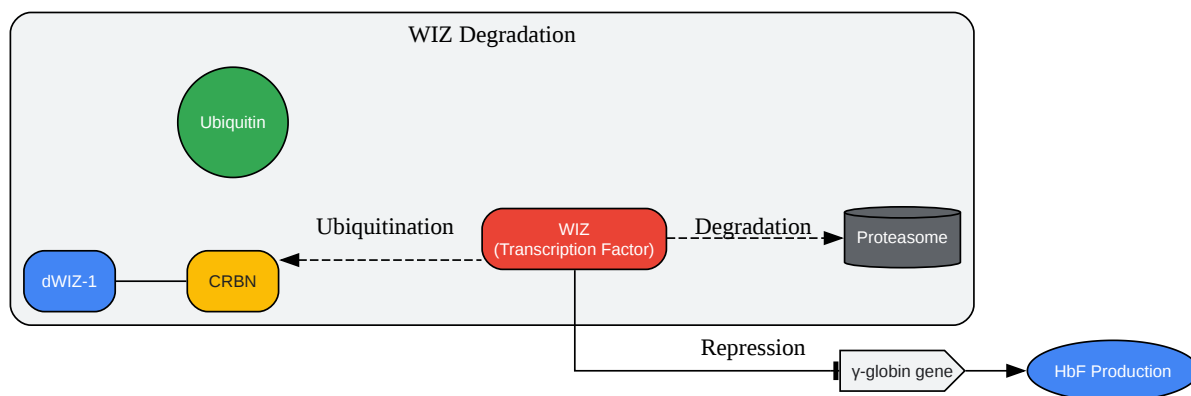 WIZ Degradation
Ubiquitin
Ubiquitination
WIZ
(Transcription Factor)
Degradation
Proteasome
dWIZ-1
CRBN
Repression
γ-globin gene
HbF Production